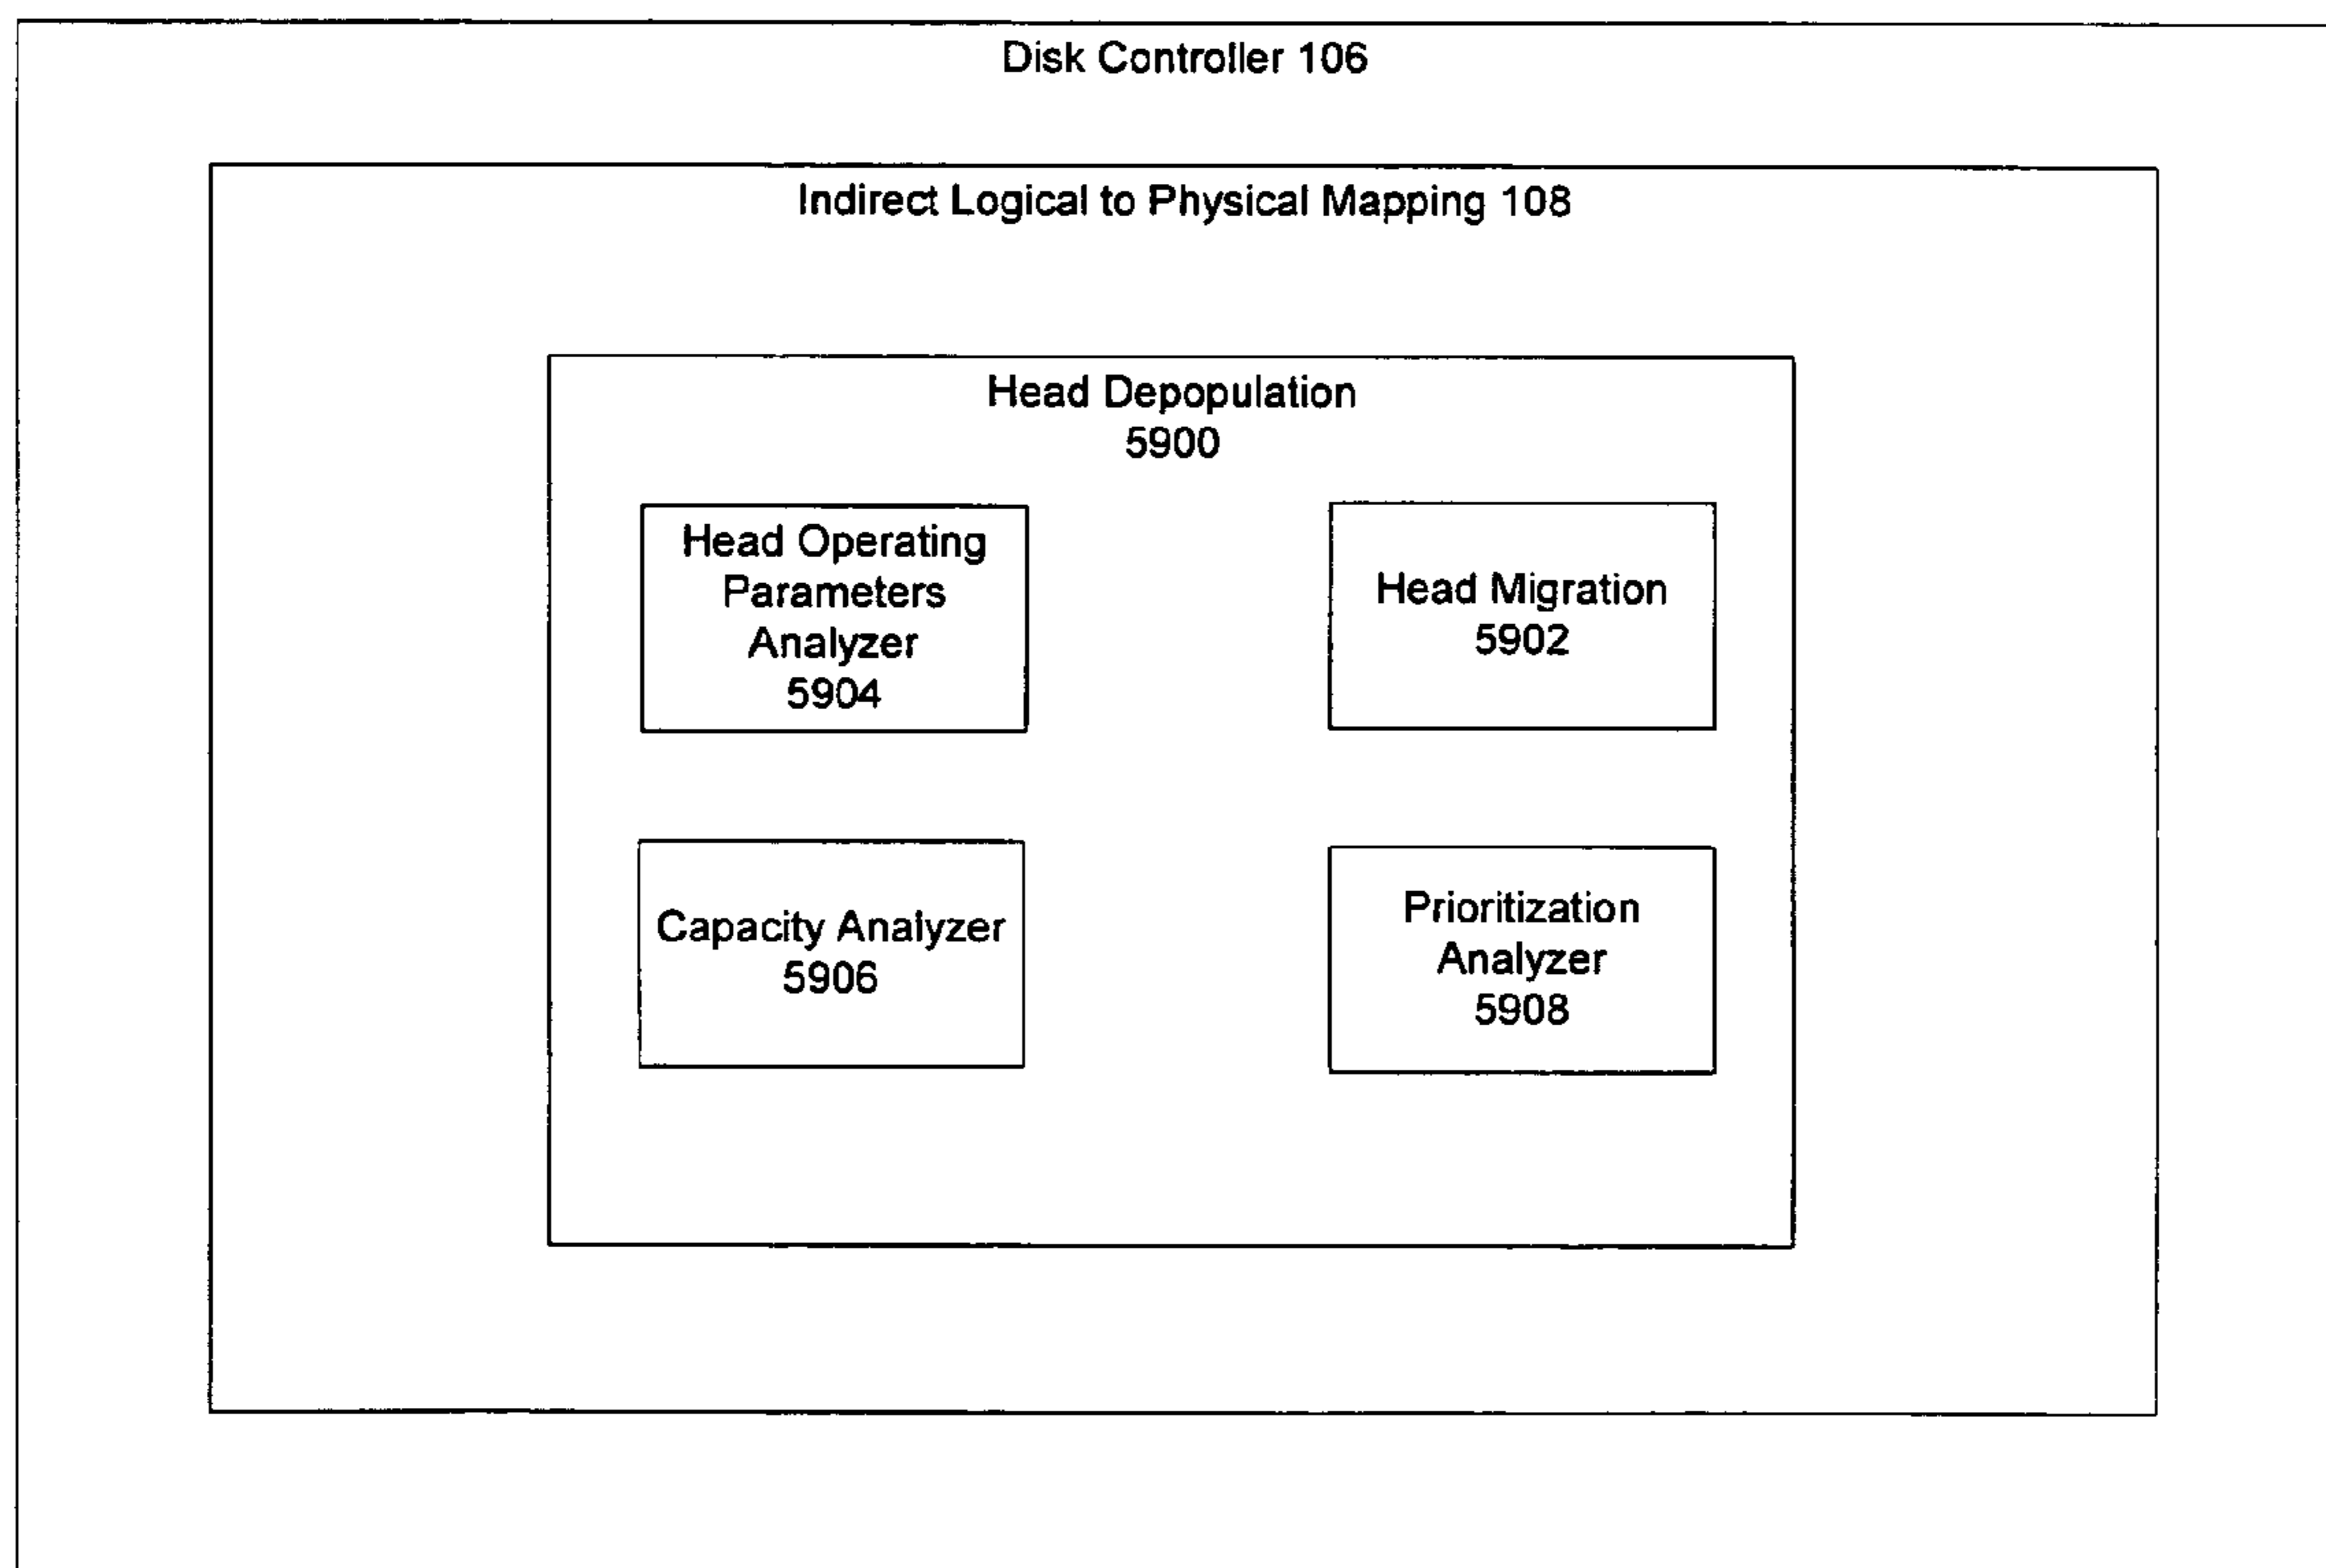 Disk Controller 106
Indirect Logical to Physical Mapping 108
Head Depopulation
5900
Head Operating
Parameters
Analyzer
5904
Head Migration
5902
Capacity Analyzer
5906
Prioritization
Analyzer
5908